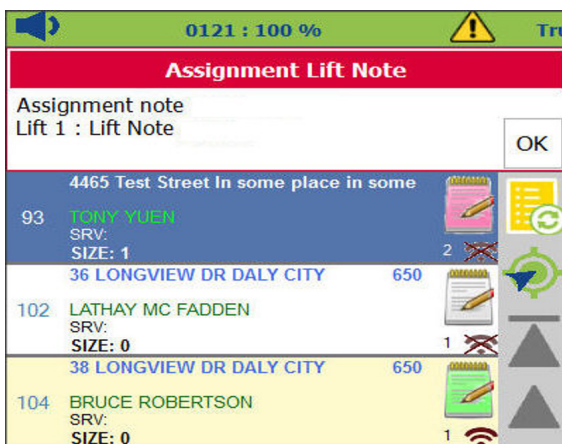 0121 : 100 % Tru
Assignment Lift Note
Assignment note
Lift 1 : Lift Note
OK
4465 Test Street In some place in some
93
TONY YUEN
SRV:
SIZE: 1
2
36 LONGVIEW DR DALY CITY 650
102
LATHAY MC FADDEN
SRV:
SIZE: 0
1
38 LONGVIEW DR DALY CITY 650
104
BRUCE ROBERTSON
SRV:
SIZE: 0
1